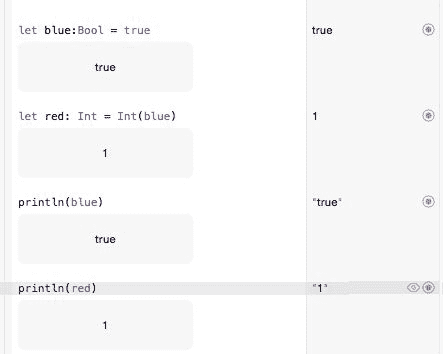 let blue:Bool = true true
true
let red: Int = Int(blue) 1
1
println(blue) "true"
true
println(red) "1"
1